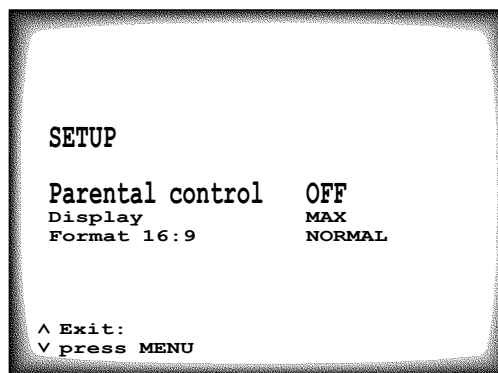 SETUP
Parental control OFF
Display MAX
Format 16:9 NORMAL
∧ Exit:
∨ press MENU